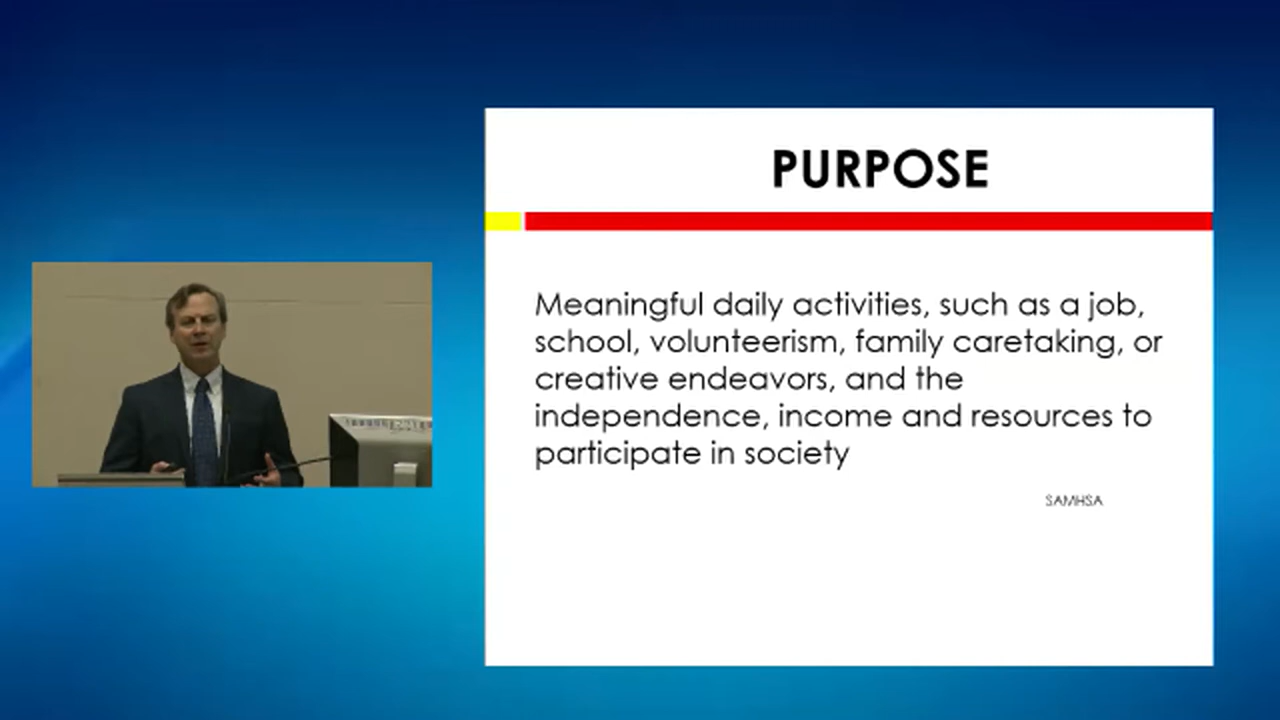 PURPOSE
Meaningful daily activities, such as a job,
school, volunteerism, family caretaking, or
creative endeavors, and the
independence, income and resources to
participate in society
SAMHSA